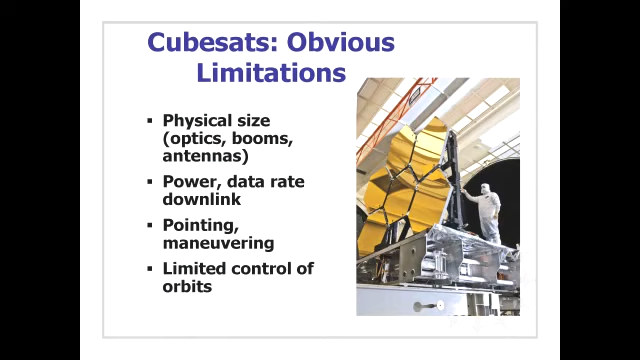 Cubesats: Obvious
Limitations
▪ Physical size
(optics, booms,
antennas)
▪ Power, data rate
downlink
▪ Pointing,
maneuvering
▪ Limited control of
orbits